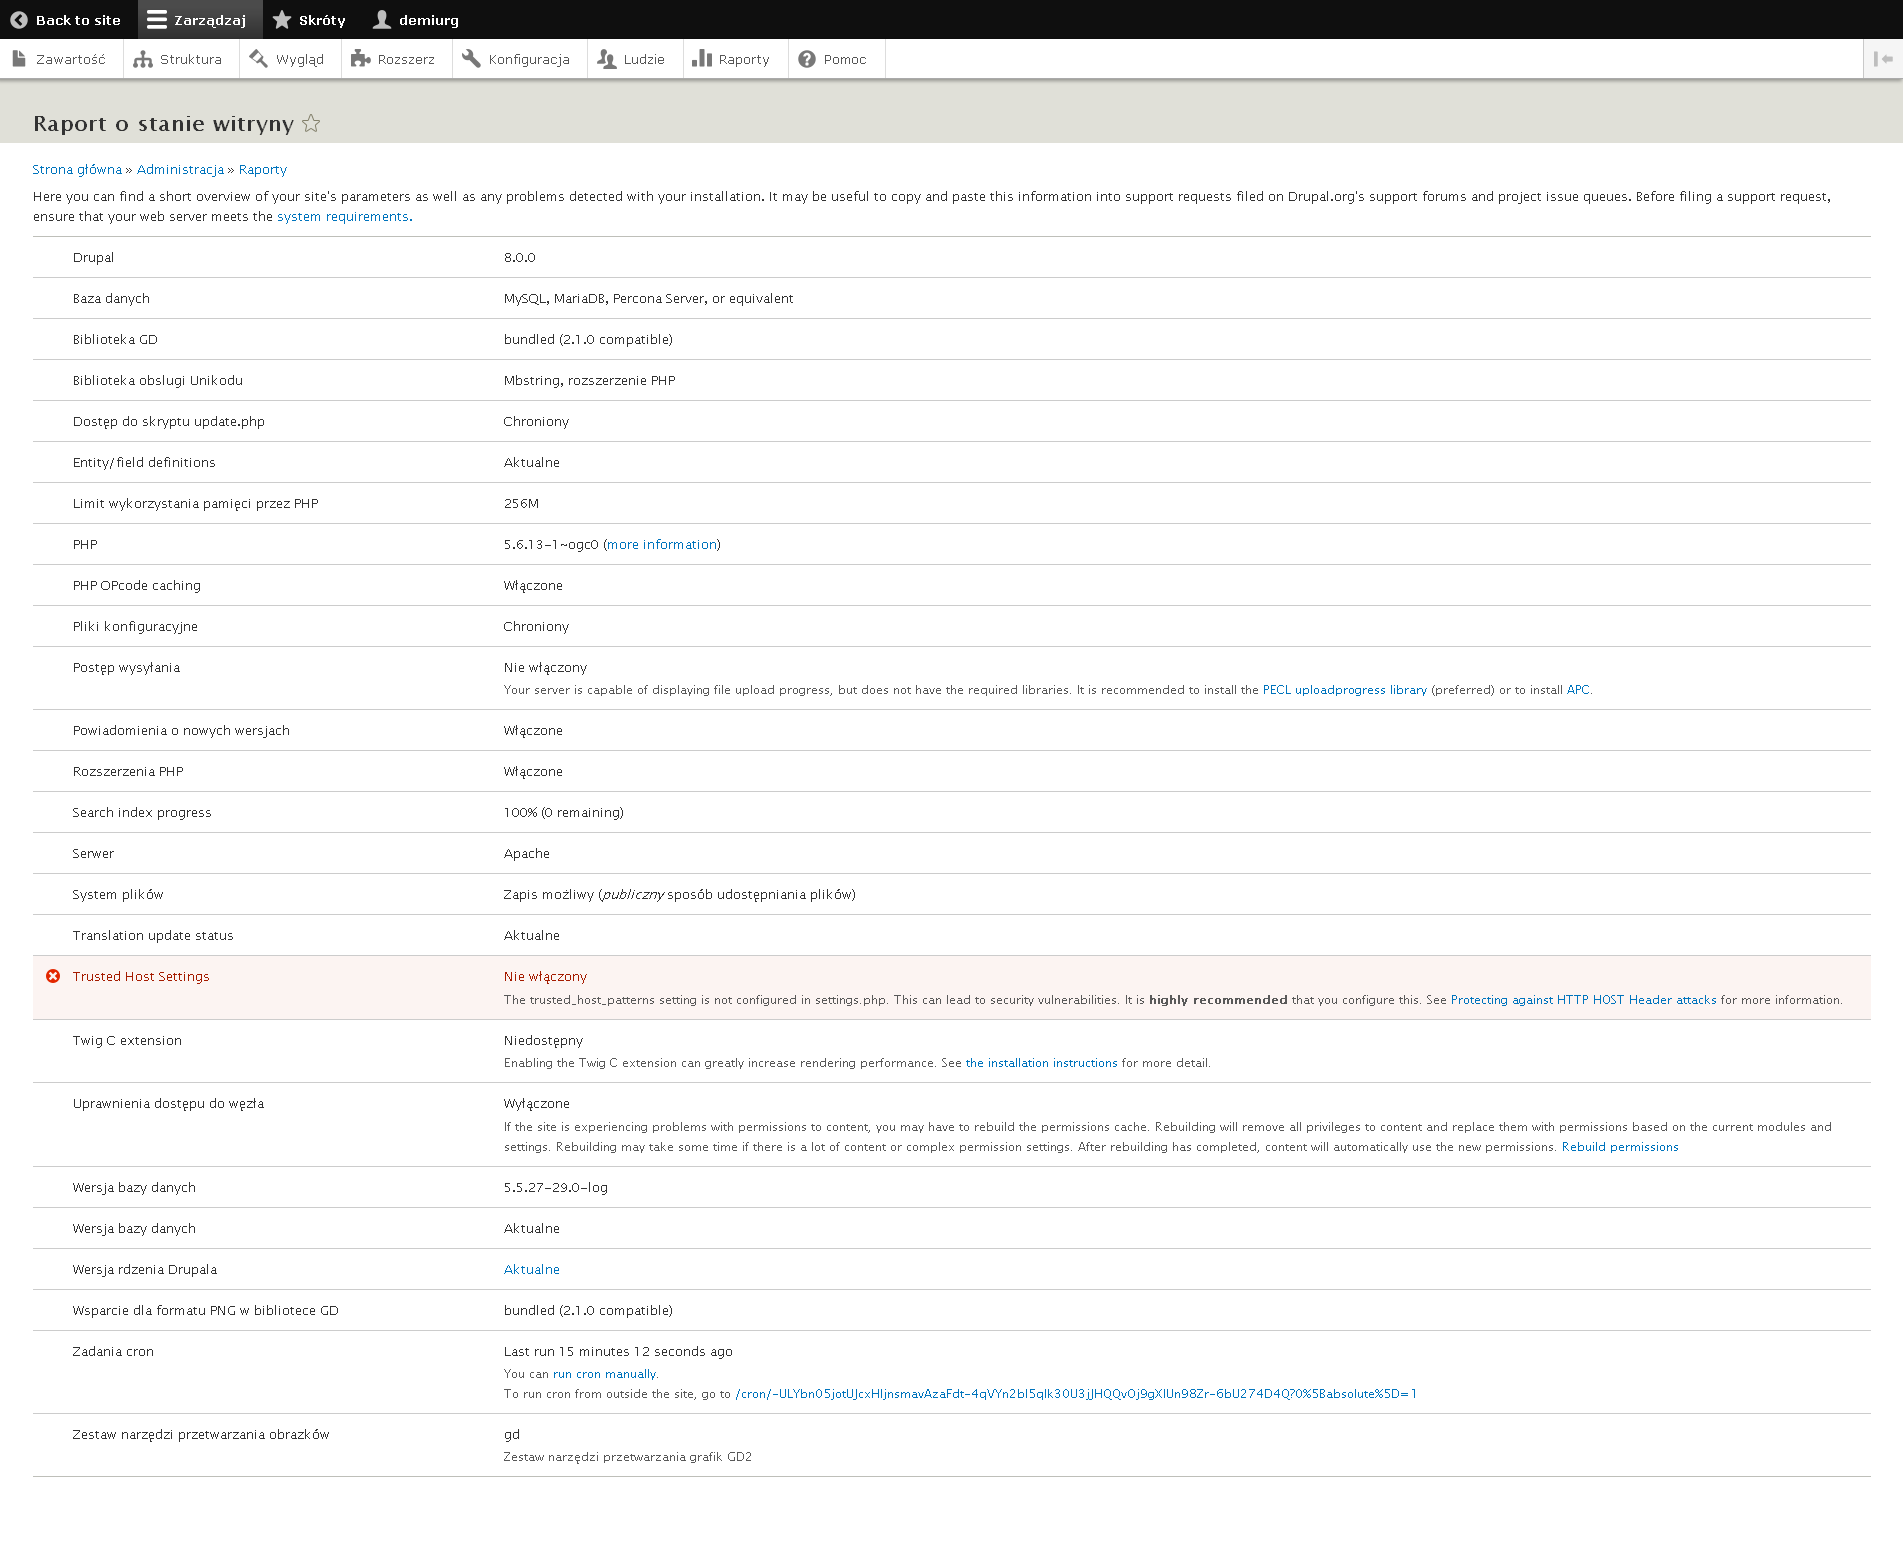 Back to site Zarządzaj Skróty demiurg
Zawartość Struktura Wygląd Rozszerz Konfiguracja Ludzie Raporty Pomoc
Raport o stanie witryny
Strona główna » Administracja » Raporty
Here you can find a short overview of your site's parameters as well as any problems detected with your installation. It may be useful to copy and paste this information into support requests filed on Drupal.org's support forums and project issue queues. Before filing a support request,
ensure that your web server meets the system requirements.
Drupal 8.0.0
Baza danych MySQL, MariaDB, Percona Server, or equivalent
Biblioteka GD bundled (2.1.0 compatible)
Biblioteka obslugi Unikodu Mbstring, rozszerzenie PHP
Dostęp do skryptu update.php Chroniony
Entity/field definitions Aktualne
Limit wykorzystania pamięci przez PHP 256M
PHP 5.6.13-1~ogc0 (more information)
PHP OPcode caching Włączone
Pliki konfiguracyjne Chroniony
Postęp wysyłania Nie włączony
Your server is capable of displaying file upload progress, but does not have the required libraries. It is recommended to install the PECL uploadprogress library (preferred) or to install APC.
Powiadomienia o nowych wersjach Włączone
Rozszerzenia PHP Włączone
Search index progress 100% (0 remaining)
Serwer Apache
System plików Zapis możliwy (publiczny sposób udostępniania plików)
Translation update status Aktualne
Trusted Host Settings Nie włączony
The trusted_host_patterns setting is not configured in settings.php. This can lead to security vulnerabilities. It is highly recommended that you configure this. See Protecting against HTTP HOST Header attacks for more information.
Twig C extension Niedostępny
Enabling the Twig C extension can greatly increase rendering performance. See the installation instructions for more detail.
Uprawnienia dostępu do węzła Wyłączone
If the site is experiencing problems with permissions to content, you may have to rebuild the permissions cache. Rebuilding will remove all privileges to content and replace them with permissions based on the current modules and
settings. Rebuilding may take some time if there is a lot of content or complex permission settings. After rebuilding has completed, content will automatically use the new permissions. Rebuild permissions
Wersja bazy danych 5.5.27-29.0-log
Wersja bazy danych Aktualne
Wersja rdzenia Drupala Aktualne
Wsparcie dla formatu PNG w bibliotece GD bundled (2.1.0 compatible)
Zadania cron Last run 15 minutes 12 seconds ago
You can run cron manually.
To run cron from outside the site, go to
Zestaw narzędzi przetwarzania obrazków gd
Zestaw narzędzi przetwarzania grafik GD2